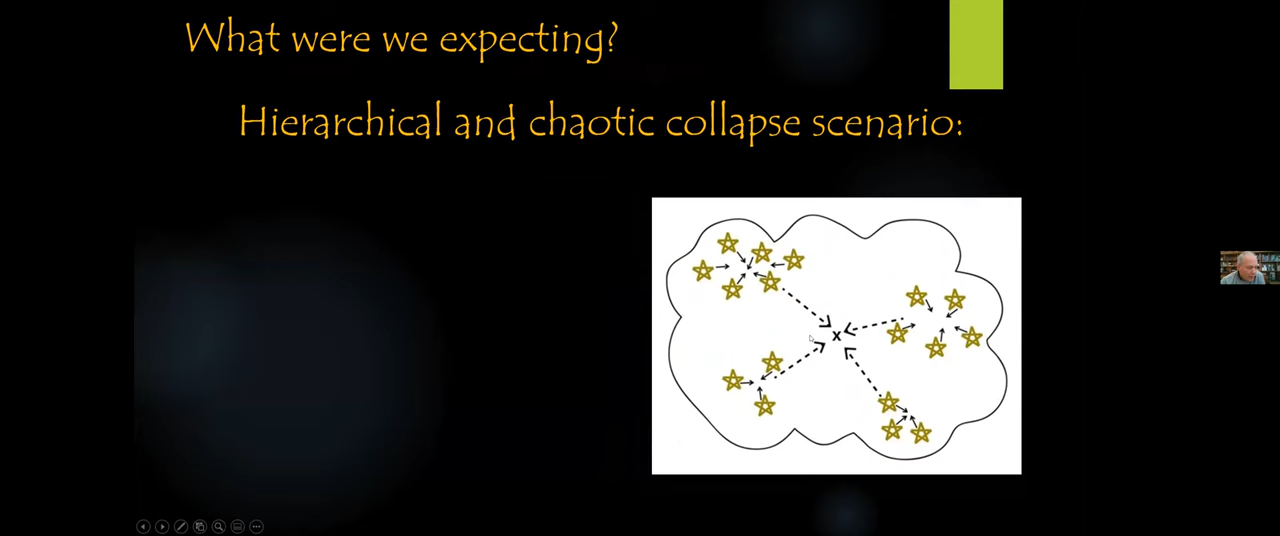 What were we expecting?
Hierarchical and chaotic collapse scenario:
x